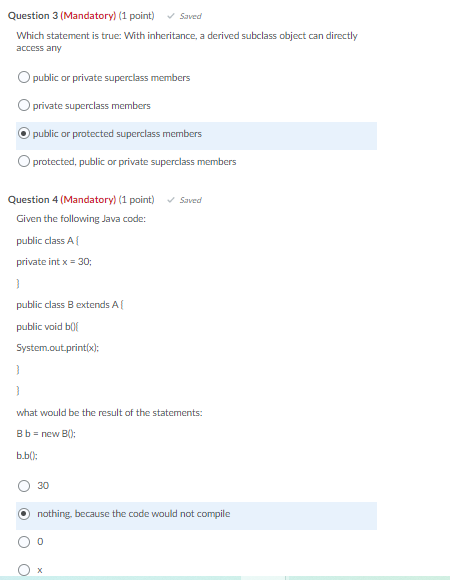 Question 3 (Mandatory) (1 point) ✓ Saved
Which statement is true: With inheritance, a derived subclass object can directly
access any
public or private superclass members
private superclass members
public or protected superclass members
protected, public or private superclass members
Question 4 (Mandatory) (1 point) ✓ Saved
Given the following Java code:
public class A {
private int x = 30;
}
public class B extends A {
public void b(){
System.out.print(x);
}
}
what would be the result of the statements:
B b = new B();
b.b();
30
nothing, because the code would not compile
0
x